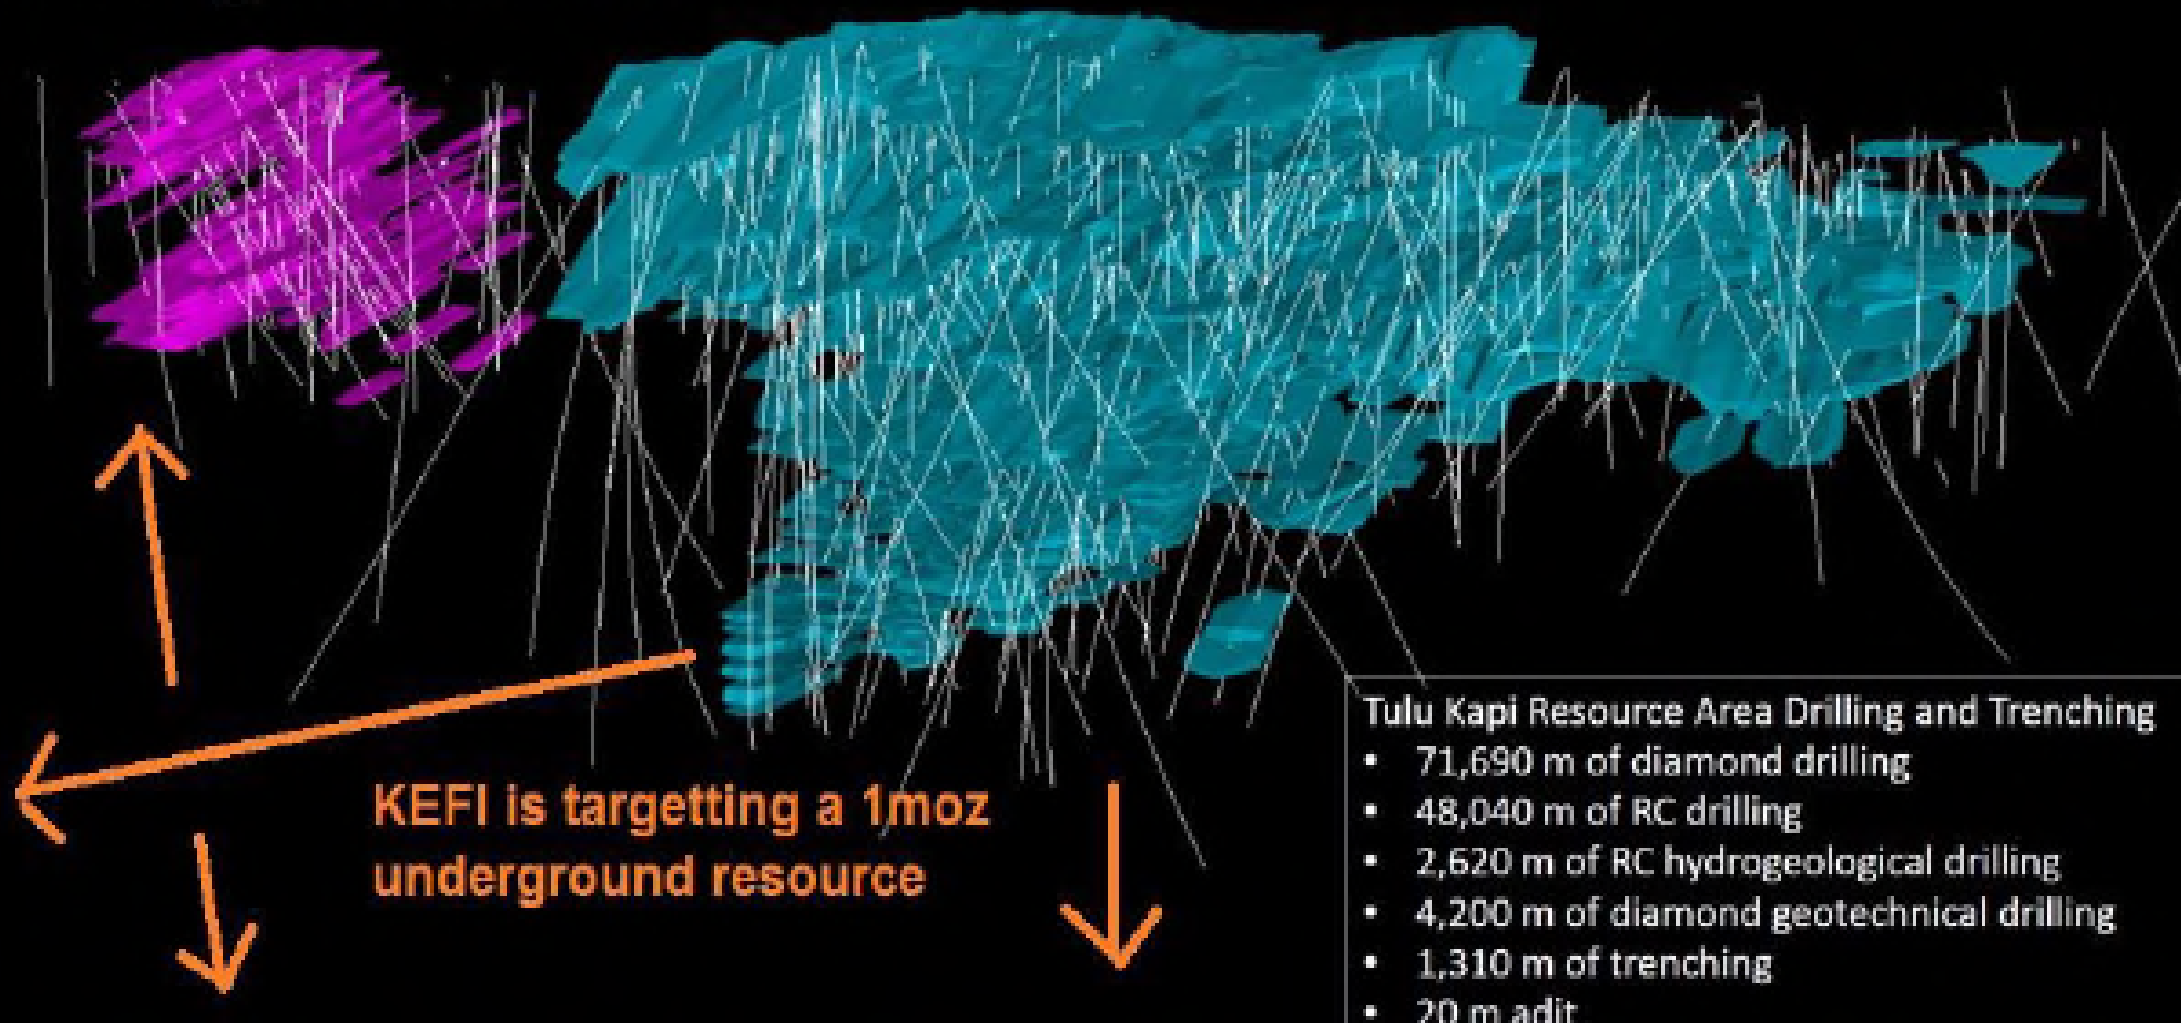 KEFI is targetting a 1moz
underground resource
Tulu Kapi Resource Area Drilling and Trenching
• 71,690 m of diamond drilling
• 48,040 m of RC drilling
• 2,620 m of RC hydrogeological drilling
• 4,200 m of diamond geotechnical drilling
• 1,310 m of trenching
• 20 m adit